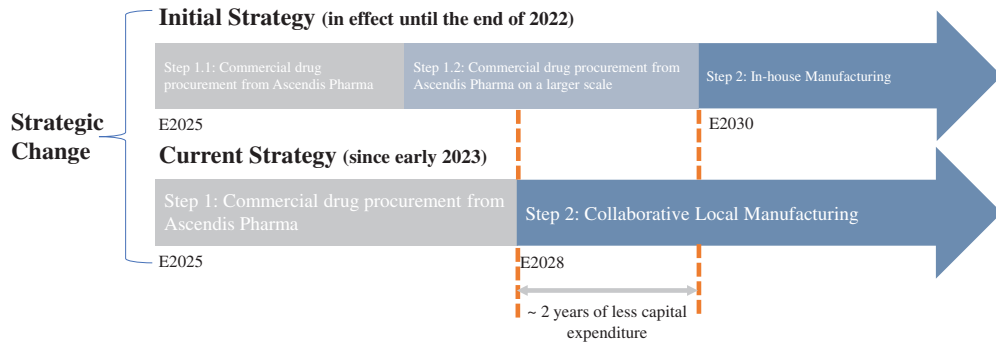 Initial Strategy (in effect until the end of 2022)
Step 1.1: Commercial drug
procurement from Ascendis Pharma
Step 1.2: Commercial drug procurement from
Ascendis Pharma on a larger scale
Step 2: In-house Manufacturing
E2025
E2030
Strategic
Change
Current Strategy (since early 2023)
Step 1: Commercial drug procurement from
Ascendis Pharma
Step 2: Collaborative Local Manufacturing
E2025
E2028
~ 2 years of less capital
expenditure